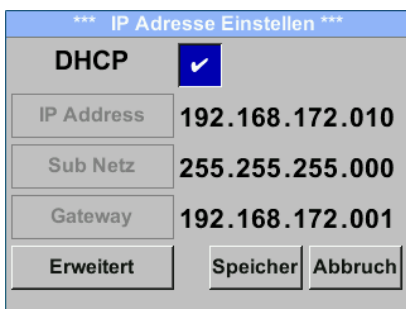 *** IP Adresse Einstellen ***
DHCP ✔
IP Address 192.168.172.010
Sub Netz 255.255.255.000
Gateway 192.168.172.001
Erweitert Speicher Abbruch